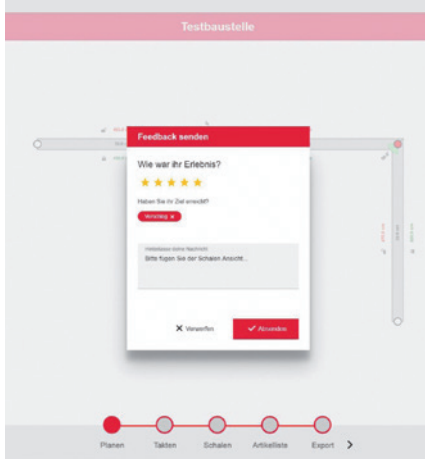 Testbaustelle
Feedback senden
Wie war ihr Erlebnis?
Haben Sie ihr Ziel erreicht?
Vorschlag ×
Bitte fügen Sie der Schalen Ansicht...
Verwerfen
Absenden
Planen
Takten
Schalen
Artikelliste
Export